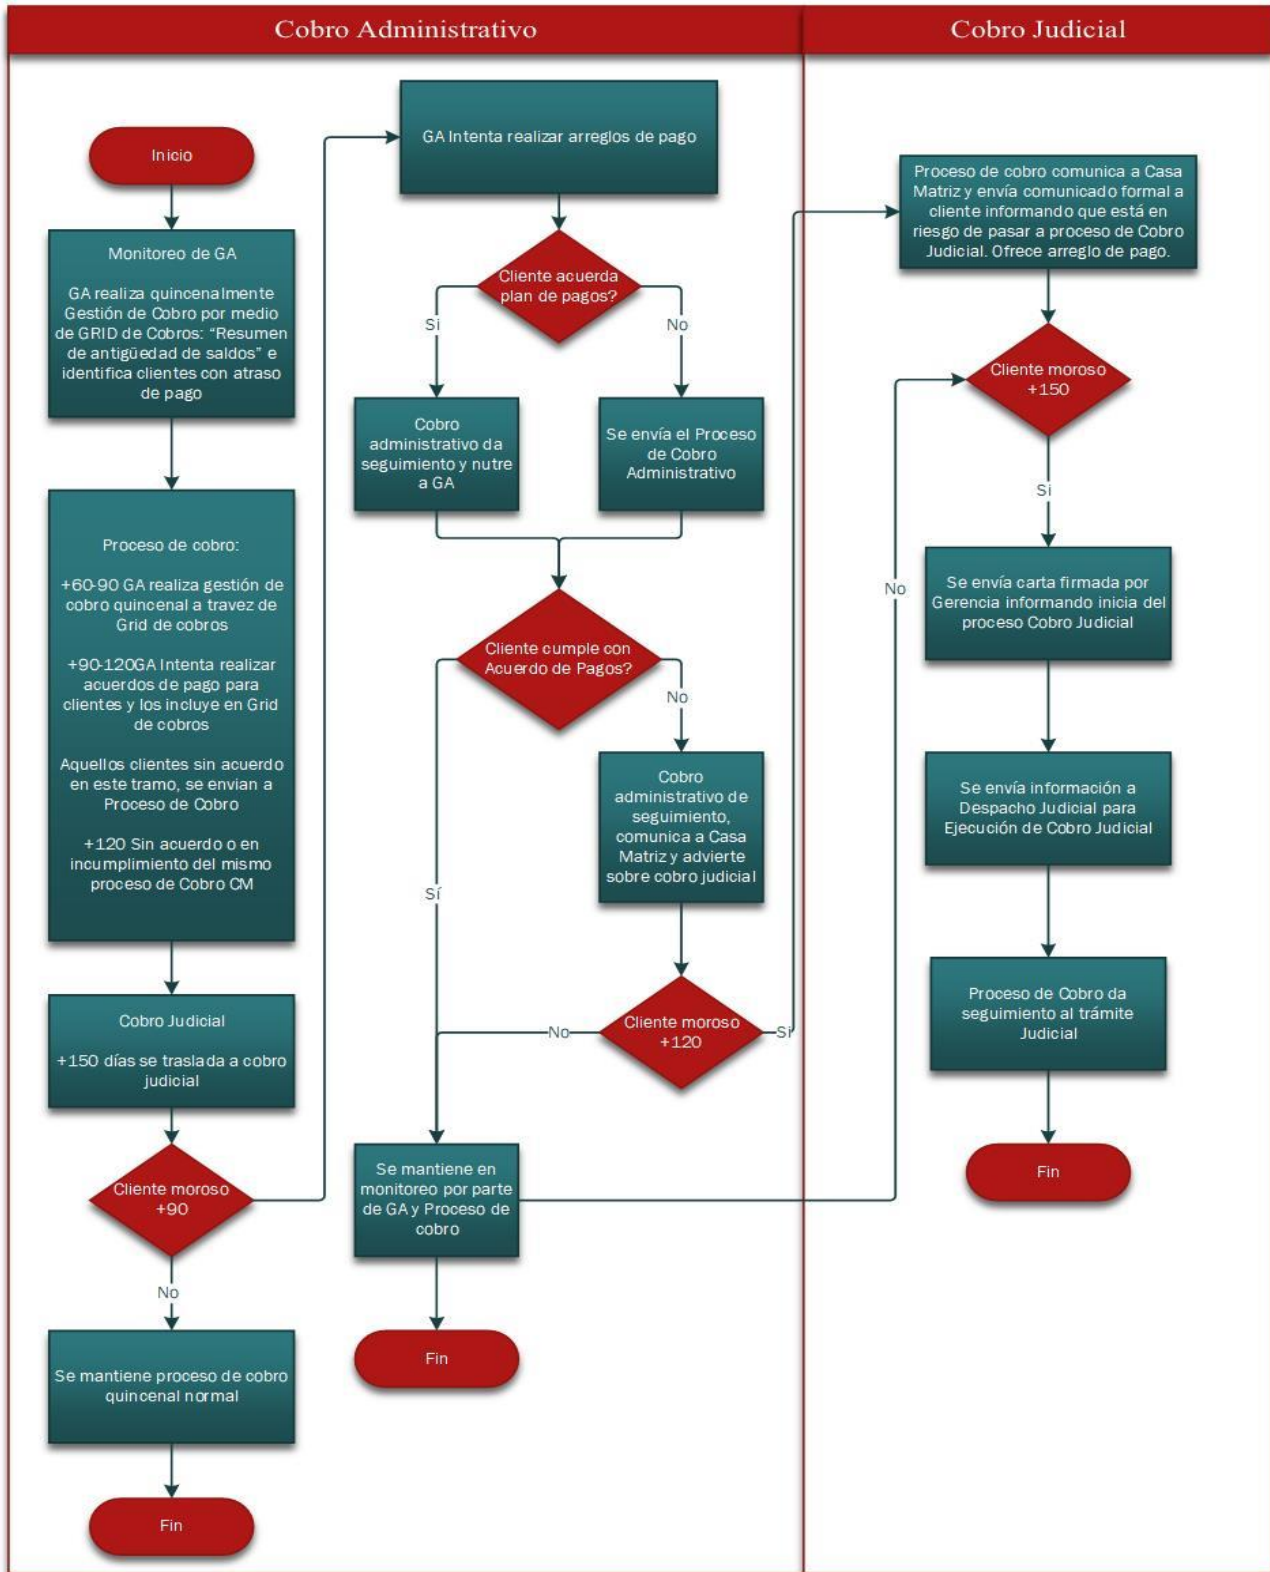 Cobro Administrativo
Cobro Judicial
Inicio
Monitoreo de GA
GA realiza quincenalmente
Gestión de Cobro por medio
de GRID de Cobros: “Resumen
de antigüedad de saldos” e
identifica clientes con atraso
de pago
Proceso de cobro:
+60-90 GA realiza gestión de
cobro quincenal a travez de
Grid de cobros
+90-120GA Intenta realizar
acuerdos de pago para
clientes y los incluye en Grid
de cobros
Aquellos clientes sin acuerdo
en este tramo, se envian a
Proceso de Cobro
+120 Sin acuerdo o en
incumplimiento del mismo
proceso de Cobro CM
Cobro Judicial
+150 días se traslada a cobro
judicial
Cliente moroso
+90
No
Se mantiene proceso de cobro
quincenal normal
Fin
GA Intenta realizar arreglos de pago
Cliente acuerda
plan de pagos?
Si
No
Cobro
administrativo da
seguimiento y nutre
a GA
Se envía el Proceso
de Cobro
Administrativo
Cliente cumple con
Acuerdo de Pagos?
No
Sí
Cobro
administrativo de
seguimiento,
comunica a Casa
Matriz y advierte
sobre cobro judicial
Cliente moroso
+120
No
Si
Se mantiene en
monitoreo por parte
de GA y Proceso de
cobro
Fin
Proceso de cobro comunica a Casa
Matriz y envía comunicado formal a
cliente informando que está en
riesgo de pasar a proceso de Cobro
Judicial. Ofrece arreglo de pago.
Cliente moroso
+150
Si
No
Se envía carta firmada por
Gerencia informando inicia del
proceso Cobro Judicial
Se envía información a
Despacho Judicial para
Ejecución de Cobro Judicial
Proceso de Cobro da
seguimiento al trámite
Judicial
Fin